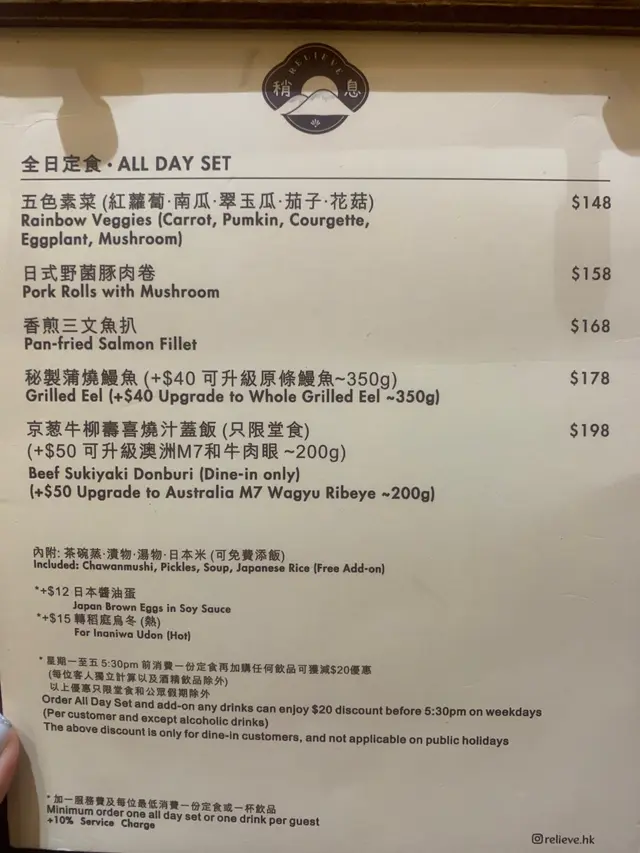 RELIEVE
稍 息
全日定食·ALL DAY SET
五色素菜 (紅蘿蔔·南瓜·翠玉瓜·茄子·花菇) $148
Rainbow Veggies (Carrot, Pumkin, Courgette,
Eggplant, Mushroom)
日式野菌豚肉卷 $158
Pork Rolls with Mushroom
香煎三文魚扒 $168
Pan-fried Salmon Fillet
秘製蒲燒鰻魚 (+$40 可升級原條鰻魚~350g) $178
Grilled Eel (+$40 Upgrade to Whole Grilled Eel ~350g)
京葱牛柳壽喜燒汁蓋飯 (只限堂食) $198
(+$50 可升級澳洲M7和牛肉眼 ~200g)
Beef Sukiyaki Donburi (Dine-in only)
(+$50 Upgrade to Australia M7 Wagyu Ribeye ~200g)
內附: 茶碗蒸·漬物·湯物·日本米 (可免費添飯)
Included: Chawanmushi, Pickles, Soup, Japanese Rice (Free Add-on)
*+$12 日本醬油蛋
Japan Brown Eggs in Soy Sauce
*+$15 轉稻庭烏冬 (熱)
For Inaniwa Udon (Hot)
* 星期一至五 5:30pm 前消費一份定食再加購任何飲品可獲減$20優惠
(每位客人獨立計算以及酒精飲品除外)
以上優惠只限堂食和公眾假期除外
Order All Day Set and add-on any drinks can enjoy $20 discount before 5:30pm on weekdays
(Per customer and except alcoholic drinks)
The above discount is only for dine-in customers, and not applicable on public holidays
* 加一服務費及每位最低消費一份定食或一杯飲品
Minimum order one all day set or one drink per guest
+10% Service Charge
relieve.hk